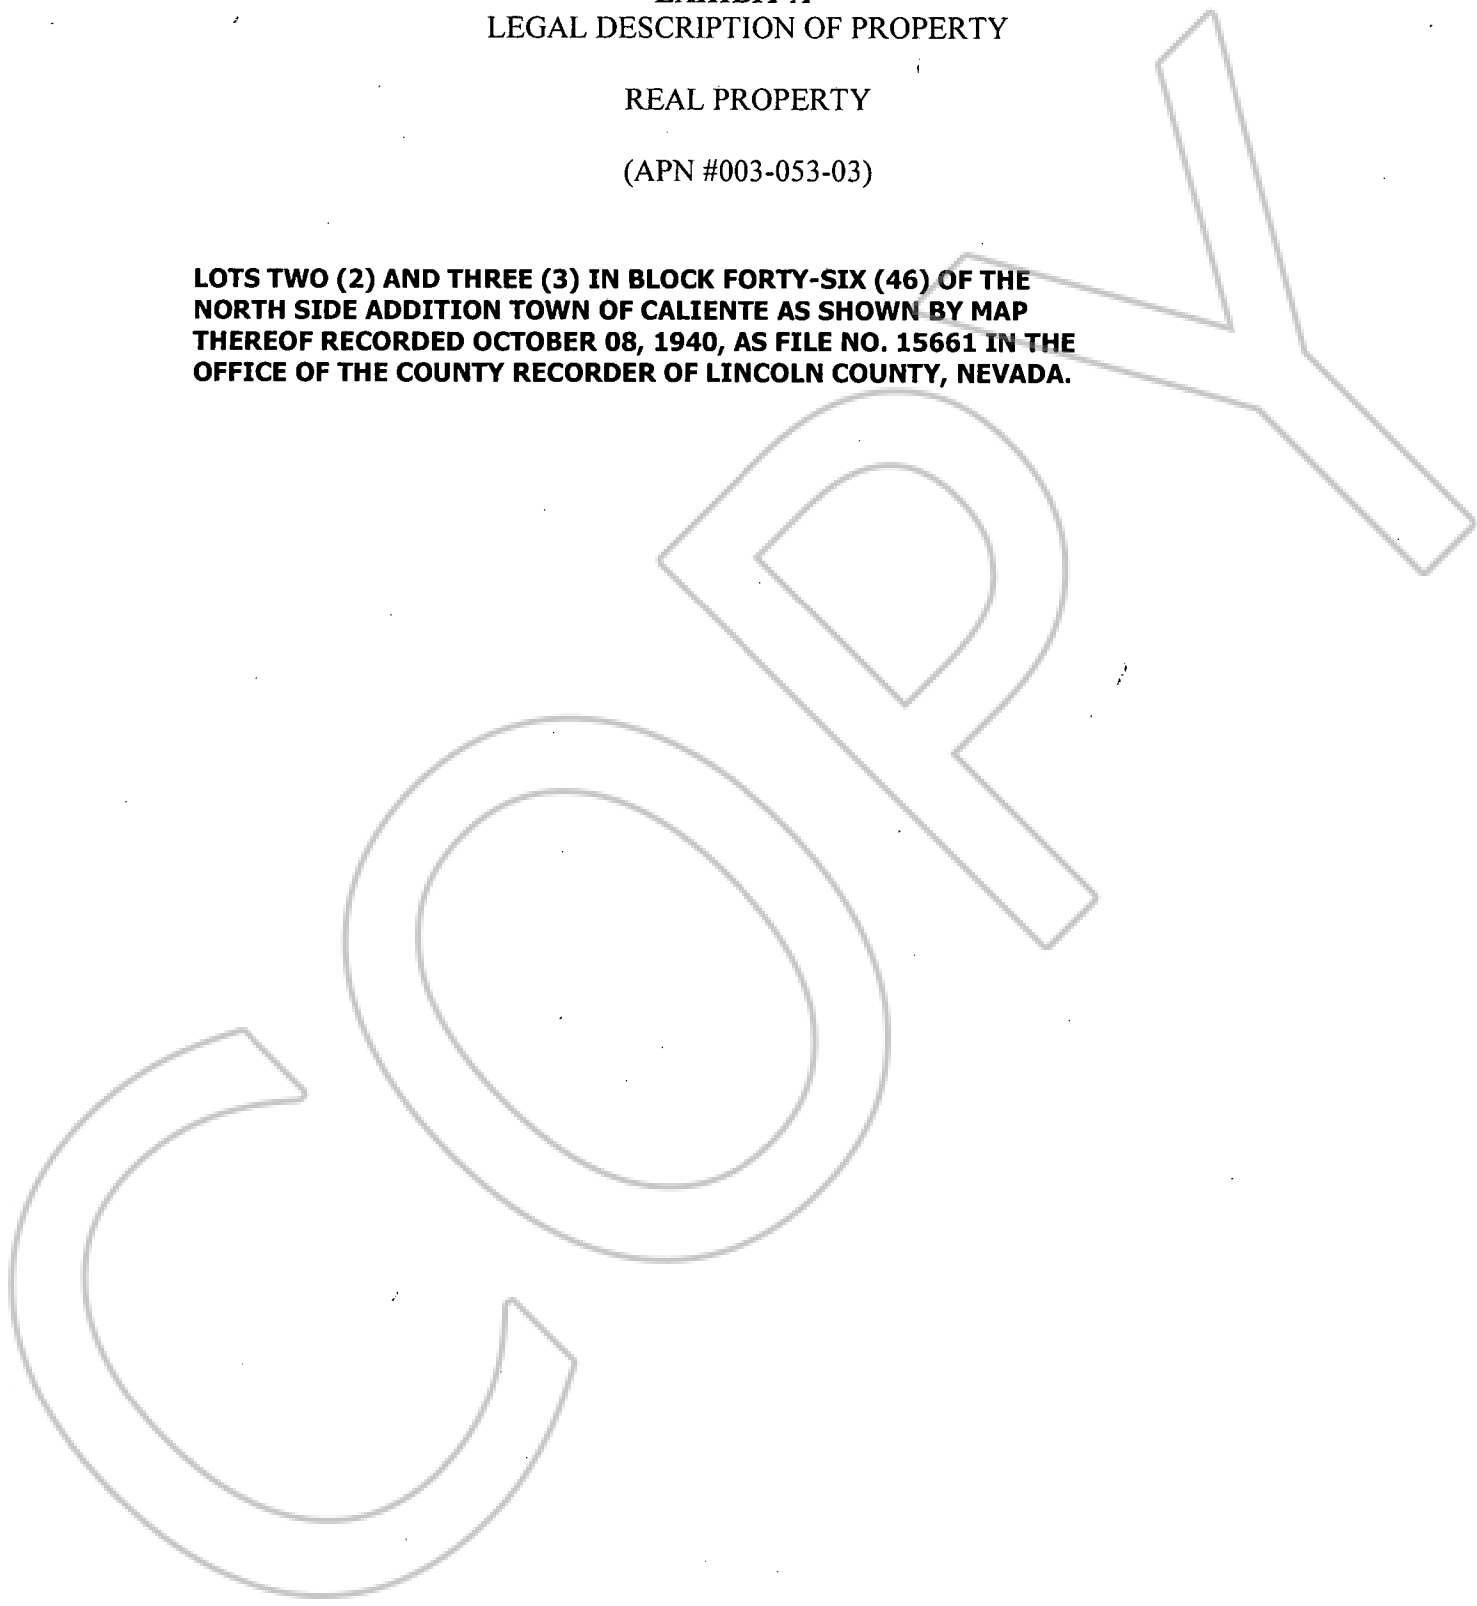 LEGAL DESCRIPTION OF PROPERTY
REAL PROPERTY
(APN #003-053-03)
LOTS TWO (2) AND THREE (3) IN BLOCK FORTY-SIX (46) OF THE
NORTH SIDE ADDITION TOWN OF CALIENTE AS SHOWN BY MAP
THEREOF RECORDED OCTOBER 08, 1940, AS FILE NO. 15661 IN THE
OFFICE OF THE COUNTY RECORDER OF LINCOLN COUNTY, NEVADA.
COPY